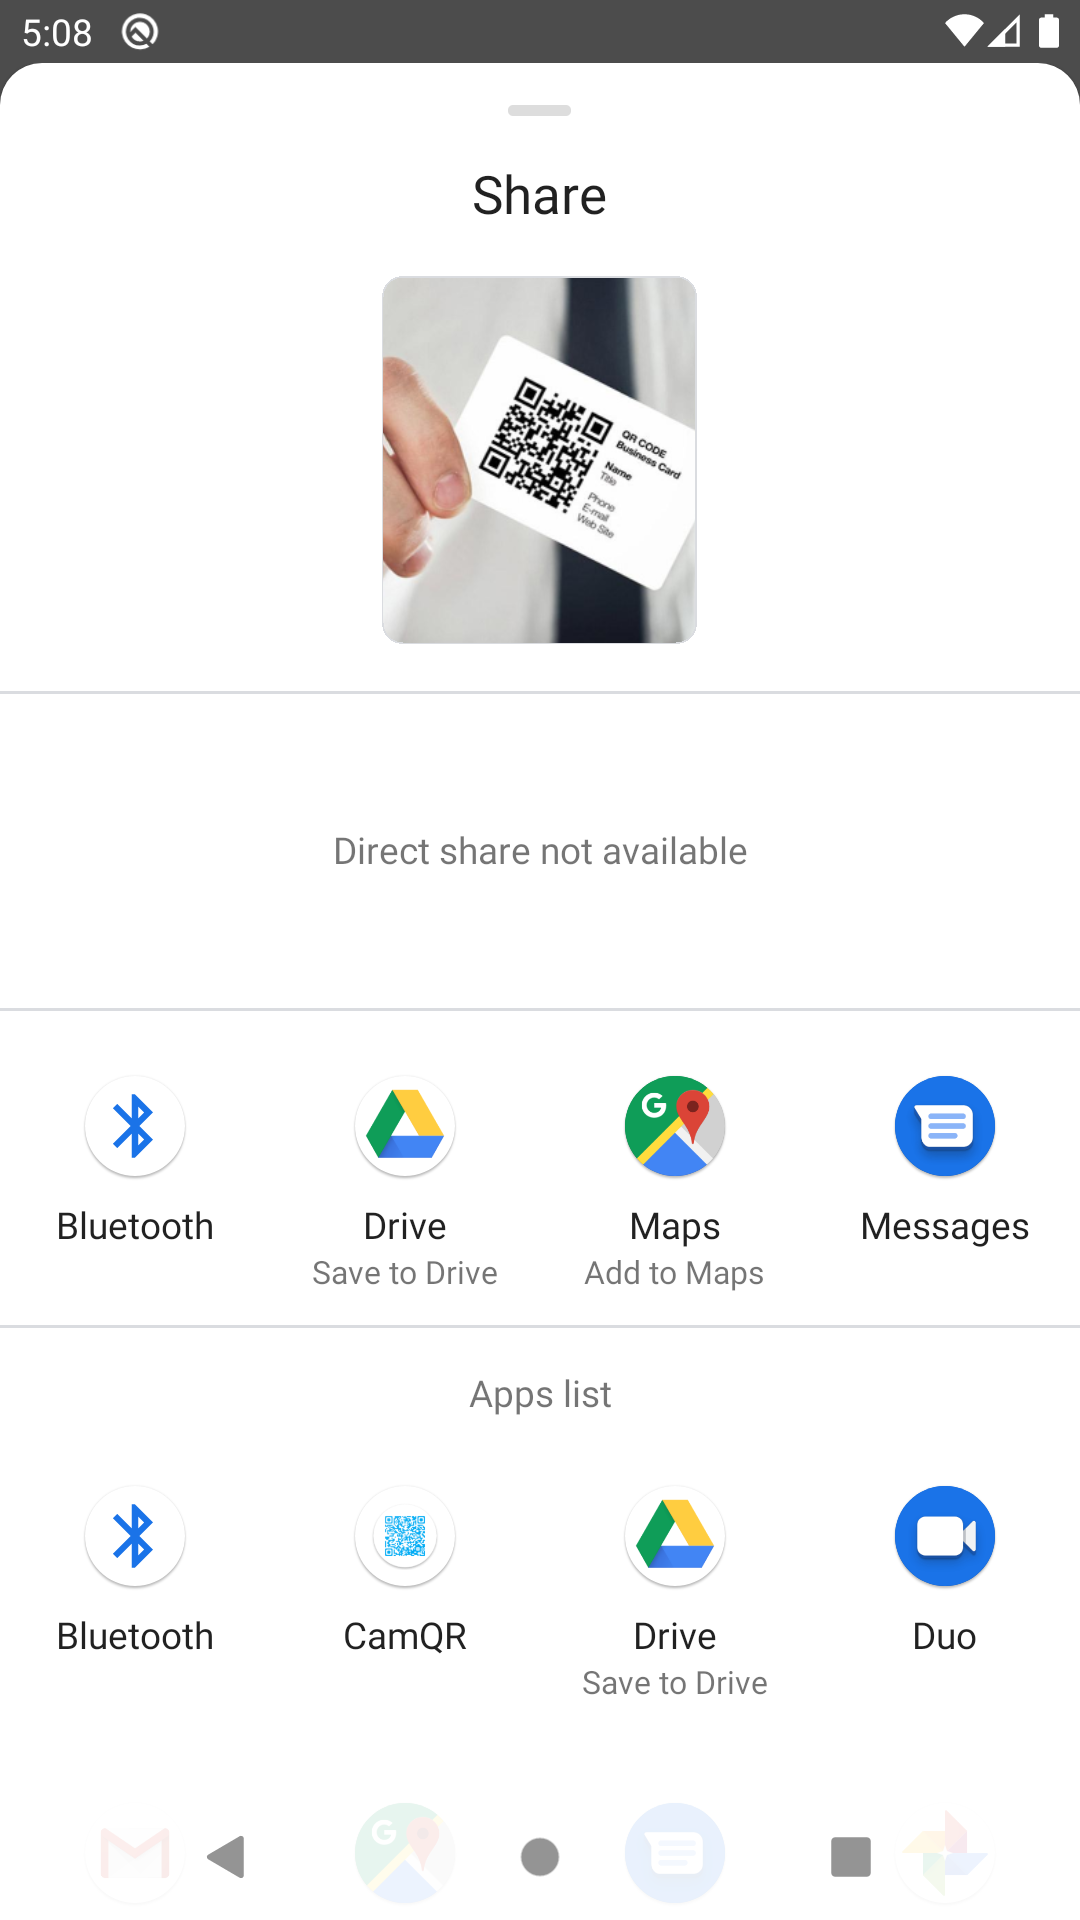 5:08
Share
QR CODE
Business Card
Name
Title
Phone
E-mail
Web Site
Direct share not available
Bluetooth
Drive
Maps
Messages
Save to Drive
Add to Maps
Apps list
Bluetooth
CamQR
Drive
Duo
Save to Drive